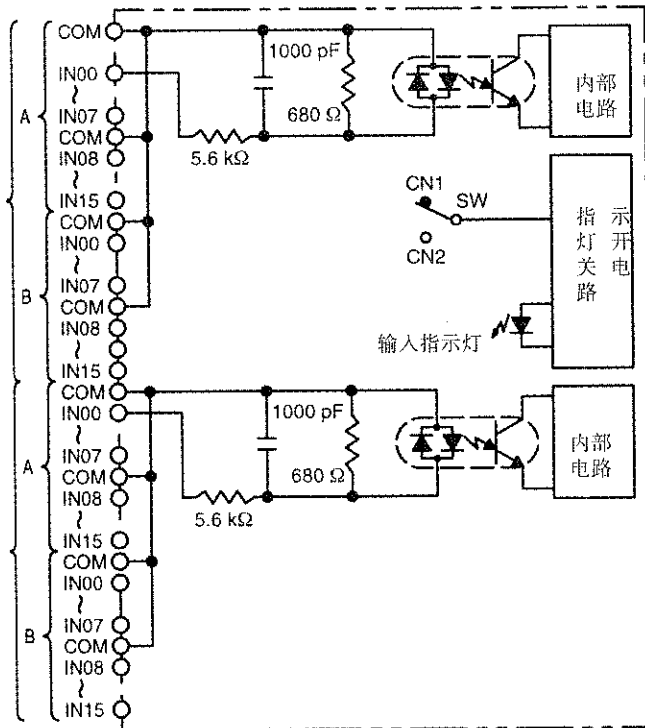 COM
IN00
IN07
COM
IN08
IN15
COM
IN00
IN07
COM
IN08
IN15
A
B
1000 pF
680 Ω
5.6 kΩ
内部
电路
CN1
SW
CN2
指示
灯开
关电
路
输入指示灯
COM
IN00
IN07
COM
IN08
IN15
COM
IN00
IN07
COM
IN08
IN15
A
B
1000 pF
680 Ω
5.6 kΩ
内部
电路